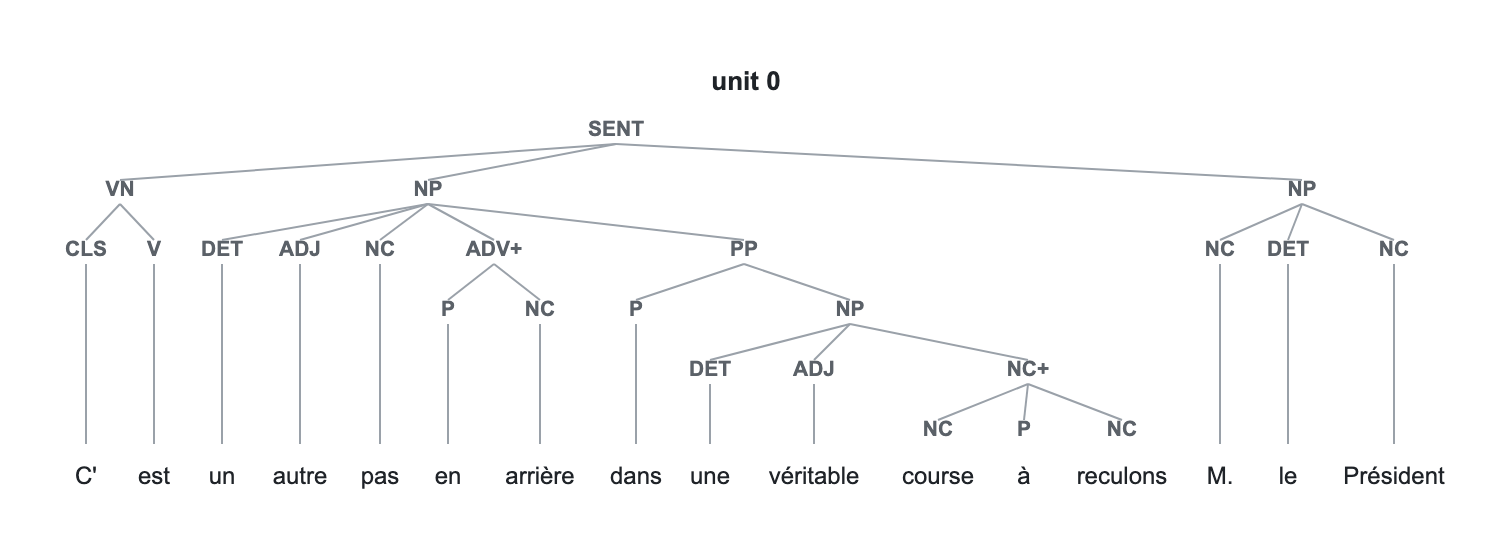 unit 0
SENT
VN NP NP
CLS V DET ADJ NC ADV+ PP NC DET NC
P NC P NP
DET ADJ NC+
NC P NC
C' est un autre pas en arrière dans une véritable course à reculons M. le Président